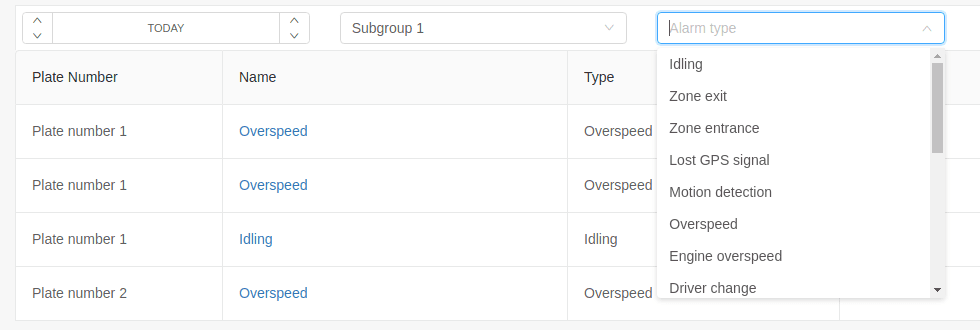 TODAY
Subgroup 1
Alarm type
Plate Number
Name
Type
Plate number 1
Overspeed
Overspeed
Plate number 1
Overspeed
Overspeed
Plate number 1
Idling
Idling
Plate number 2
Overspeed
Overspeed
Idling
Zone exit
Zone entrance
Lost GPS signal
Motion detection
Overspeed
Engine overspeed
Driver change